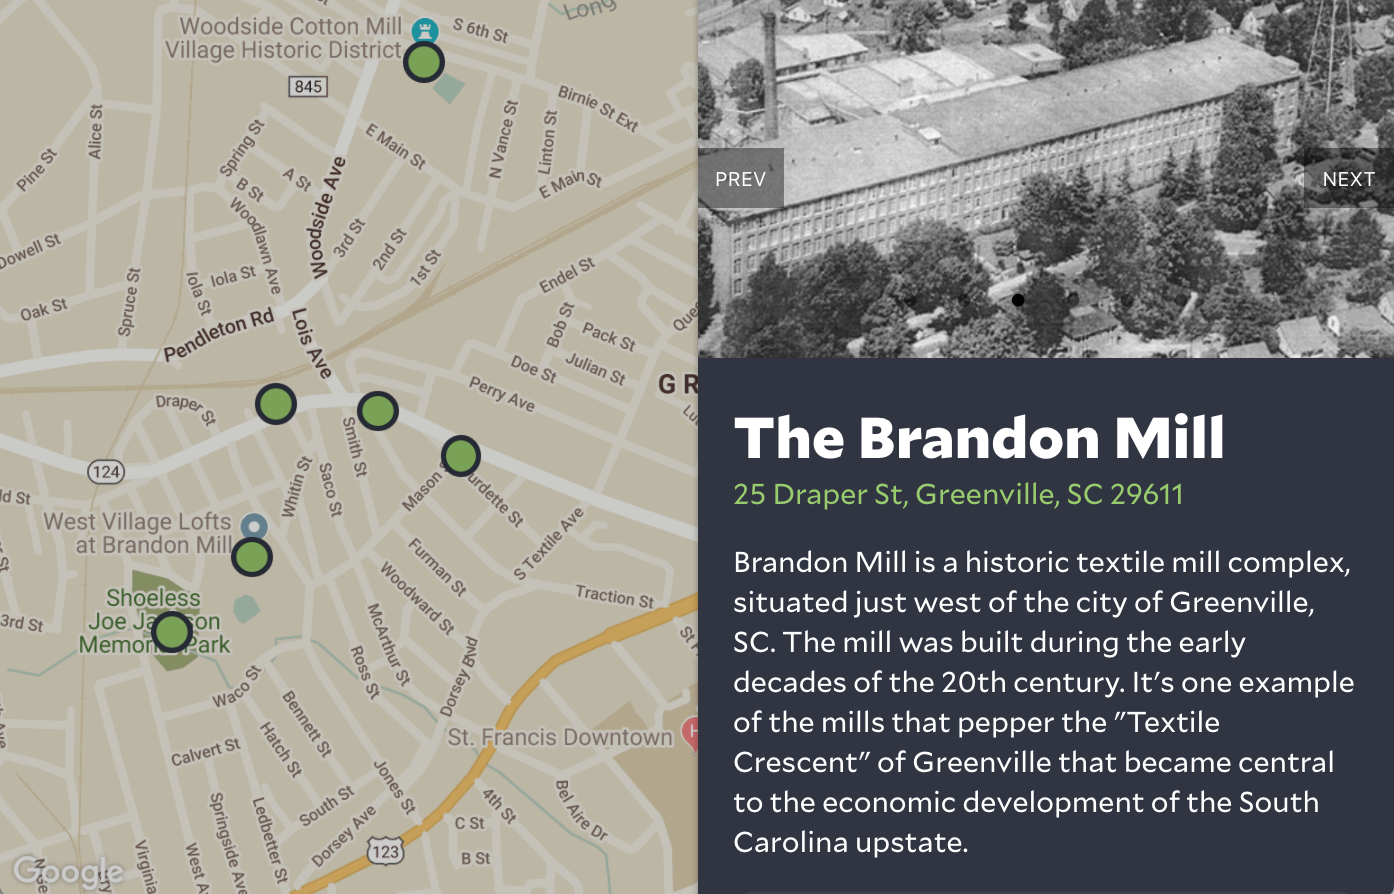 Woodside Cotton Mill
Village Historic District
S 6th St
Long
845
Birnie St Ext
Alice St
Spring St
E Main St
N Vance St
Linton St
Pine St
A St
B St
E Main St
Woodside Ave
Woodlawn Ave
3rd St
2nd St
1st St
Dowell St
Iola St
Iola St
Endel St
Spruce St
Oak St
Pendleton Rd
Lois Ave
Bob St
Pack St
Julian St
Doe St
Perry Ave
G R
Draper St
Smith St
124
Whitin St
Saco St
Mason
urdette St
S Textile Ave
West Village Lofts
at Brandon Mill
Furman St
Woodward St
Traction St
Shoeless
Joe Ja son
Memor Park
3rd St
McArthur St
Ross St
Dorsey Blvd
Waco St
Bennett St
Hatch St
Calvert St
St. Francis Downtown
H
Jones St
4th St
Bel Aire Dr
South St
Dorsey Ave
C St
B St
123
Springside Ave
Ledbetter St
Virginia
West A
Google
PREV
NEXT
The Brandon Mill
25 Draper St, Greenville, SC 29611
Brandon Mill is a historic textile mill complex,
situated just west of the city of Greenville,
SC. The mill was built during the early
decades of the 20th century. It's one example
of the mills that pepper the "Textile
Crescent" of Greenville that became central
to the economic development of the South
Carolina upstate.